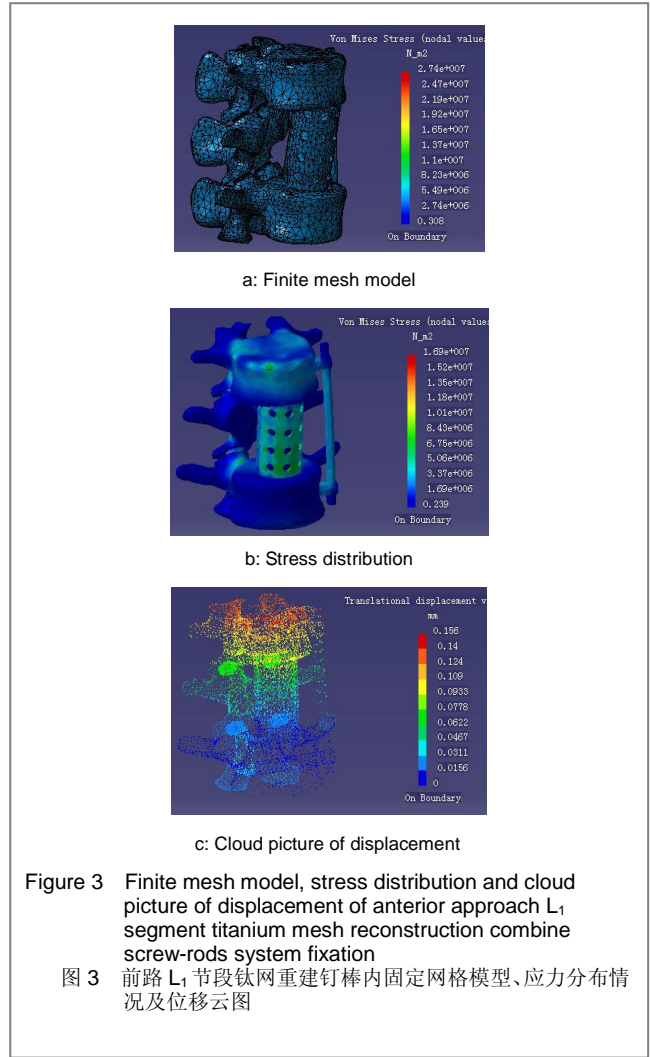 Von Mises Stress (nodal values
N_m2
2.74e+007
2.47e+007
2.19e+007
1.92e+007
1.65e+007
1.37e+007
1.1e+007
8.23e+006
5.49e+006
2.74e+006
0.308
On Boundary
a: Finite mesh model
Von Mises Stress (nodal values
N_m2
1.69e+007
1.52e+007
1.35e+007
1.18e+007
1.01e+007
8.43e+006
6.75e+006
5.06e+006
3.37e+006
1.69e+006
0.239
On Boundary
b: Stress distribution
Translational displacement v
mm
0.156
0.14
0.124
0.109
0.0933
0.0778
0.0622
0.0467
0.0311
0.0156
0
On Boundary
c: Cloud picture of displacement
Figure 3 Finite mesh model, stress distribution and cloud
picture of displacement of anterior approach L₁
segment titanium mesh reconstruction combine
screw-rods system fixation
图 3 前路 L₁ 节段钛网重建钉棒内固定网格模型、应力分布情
况及位移云图